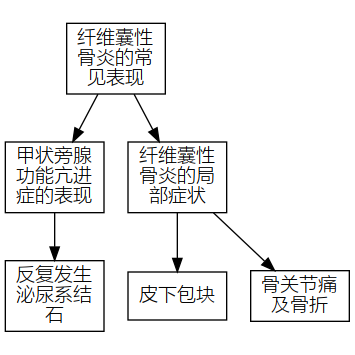 纤维囊性
骨炎的常
见表现
甲状旁腺
功能亢进
症的表现
纤维囊性
骨炎的局
部症状
反复发生
泌尿系结
石
皮下包块
骨关节痛
及骨折